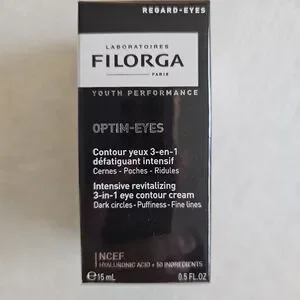 REGARD-EYES
LABORATOIRES
FILORGA
PARIS
YOUTH PERFORMANCE
OPTIM-EYES
Contour yeux 3-en-1
défatiguant intensif
Cernes - Poches - Ridules
Intensive revitalizing
3-in-1 eye contour cream
Dark circles - Puffiness - Fine lines
NCEF
HYALURONIC ACID + 50 INGREDIENTS
℮ 15 mL 0.5 FL.OZ